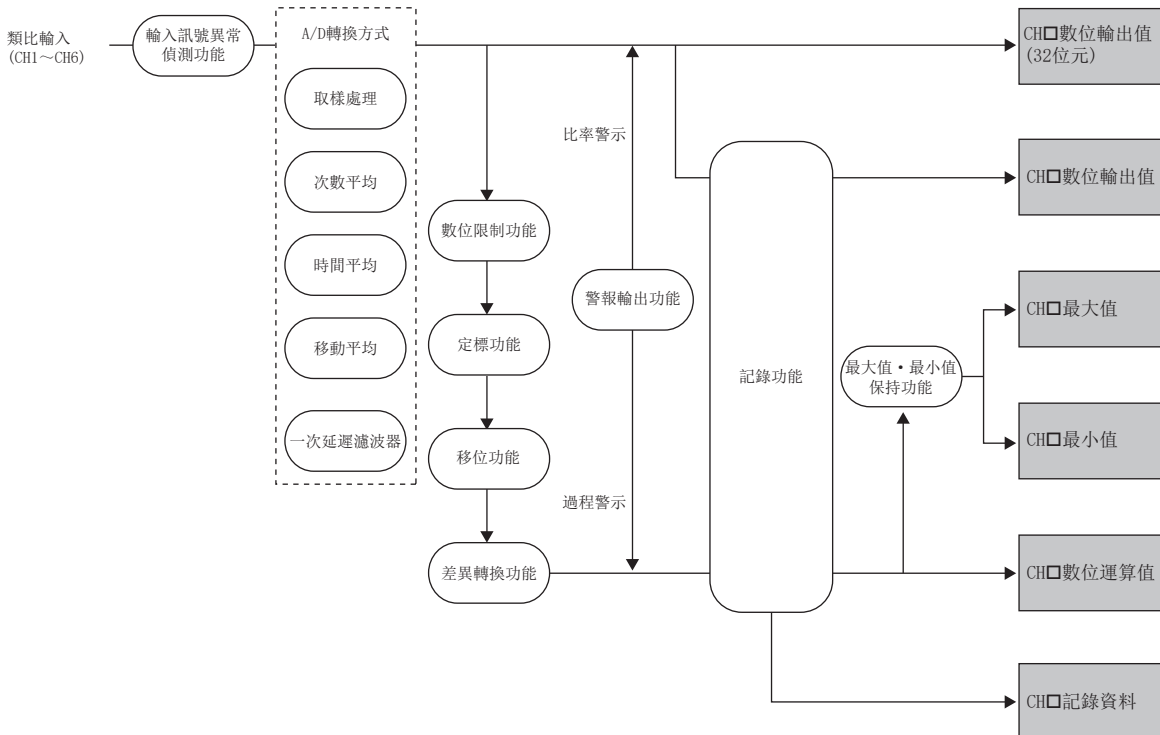 類比輸入
(CH1～CH6)
輸入訊號異常
偵測功能
A/D轉換方式
取樣處理
次數平均
時間平均
移動平均
一次延遲濾波器
數位限制功能
定標功能
移位功能
差異轉換功能
比率警示
警報輸出功能
過程警示
記錄功能
最大值・最小值
保持功能
CH□數位輸出值
(32位元)
CH□數位輸出值
CH□最大值
CH□最小值
CH□數位運算值
CH□記錄資料